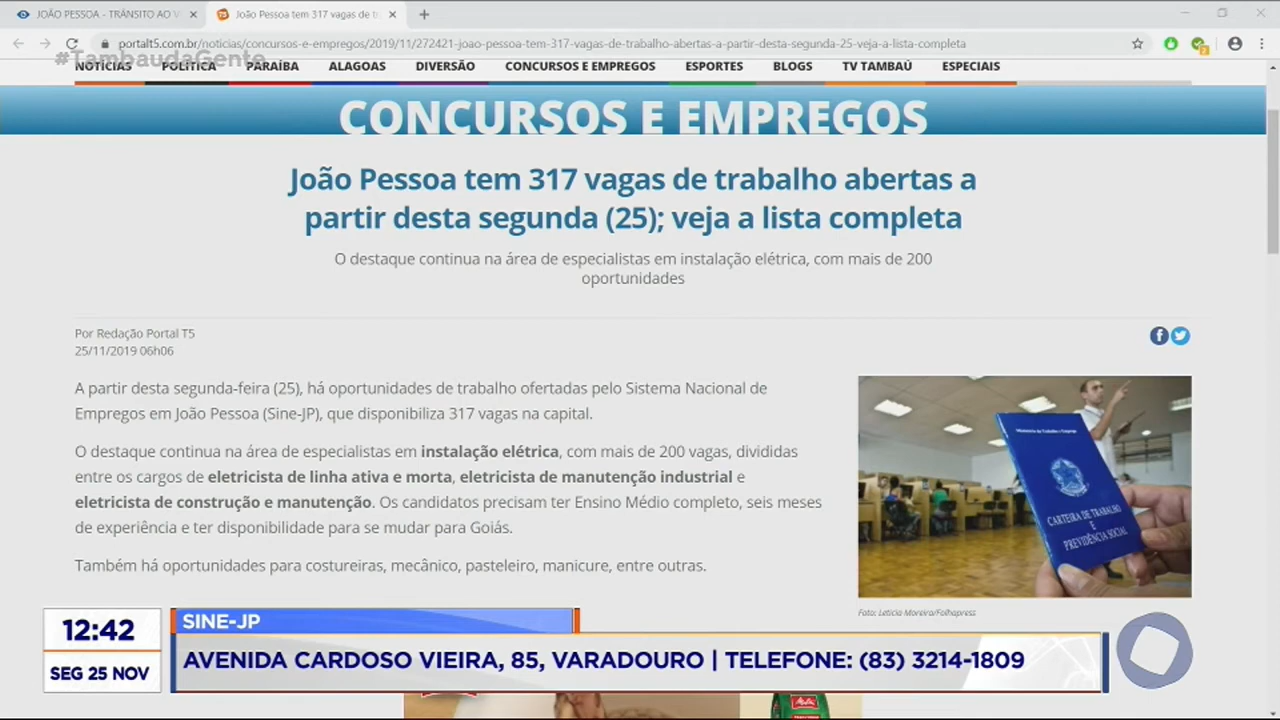 JOÃO PESSOA - TRÂNSITO AO V
João Pessoa tem 317 vagas de tr
portalt5.com.br/noticias/concursos-e-empregos/2019/11/272421-joao-pessoa-tem-317-vagas-de-trabalho-abertas-a-partir-desta-segunda-25-veja-a-lista-completa
#TambaudaGente
NOTÍCIAS POLÍTICA PARAÍBA ALAGOAS DIVERSÃO CONCURSOS E EMPREGOS ESPORTES BLOGS TV TAMBAÚ ESPECIAIS
CONCURSOS E EMPREGOS
João Pessoa tem 317 vagas de trabalho abertas a
partir desta segunda (25); veja a lista completa
O destaque continua na área de especialistas em instalação elétrica, com mais de 200
oportunidades
Por Redação Portal T5
25/11/2019 06h06
A partir desta segunda-feira (25), há oportunidades de trabalho ofertadas pelo Sistema Nacional de
Empregos em João Pessoa (Sine-JP), que disponibiliza 317 vagas na capital.
O destaque continua na área de especialistas em instalação elétrica, com mais de 200 vagas, divididas
entre os cargos de eletricista de linha ativa e morta, eletricista de manutenção industrial e
eletricista de construção e manutenção. Os candidatos precisam ter Ensino Médio completo, seis meses
de experiência e ter disponibilidade para se mudar para Goiás.
Também há oportunidades para costureiras, mecânico, pasteleiro, manicure, entre outras.
Ministério do Trabalho e Emprego
CARTEIRA DE TRABALHO
E
PREVIDÊNCIA SOCIAL
Foto: Leticia Moreira/Folhapress
12:42
SEG 25 NOV
SINE-JP
AVENIDA CARDOSO VIEIRA, 85, VARADOURO | TELEFONE: (83) 3214-1809
Melitta